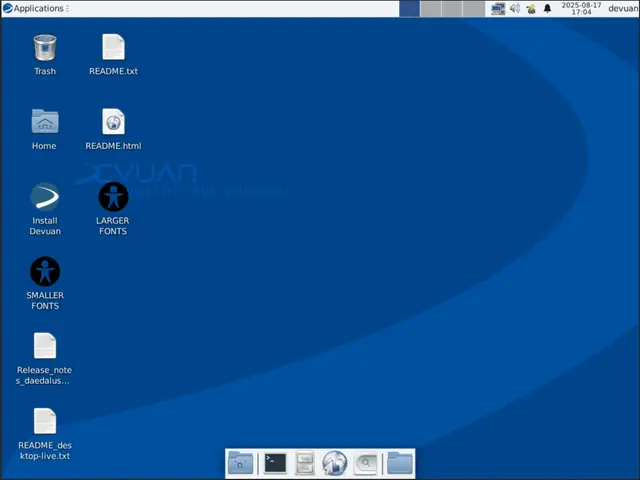 Applications
2025-08-17
17:04
devuan
Trash
README.txt
Home
README.html
DEVUAN
Install
Devuan
LARGER
FONTS
SMALLER
FONTS
Release_note
s_daedalus...
README_des
ktop-live.txt